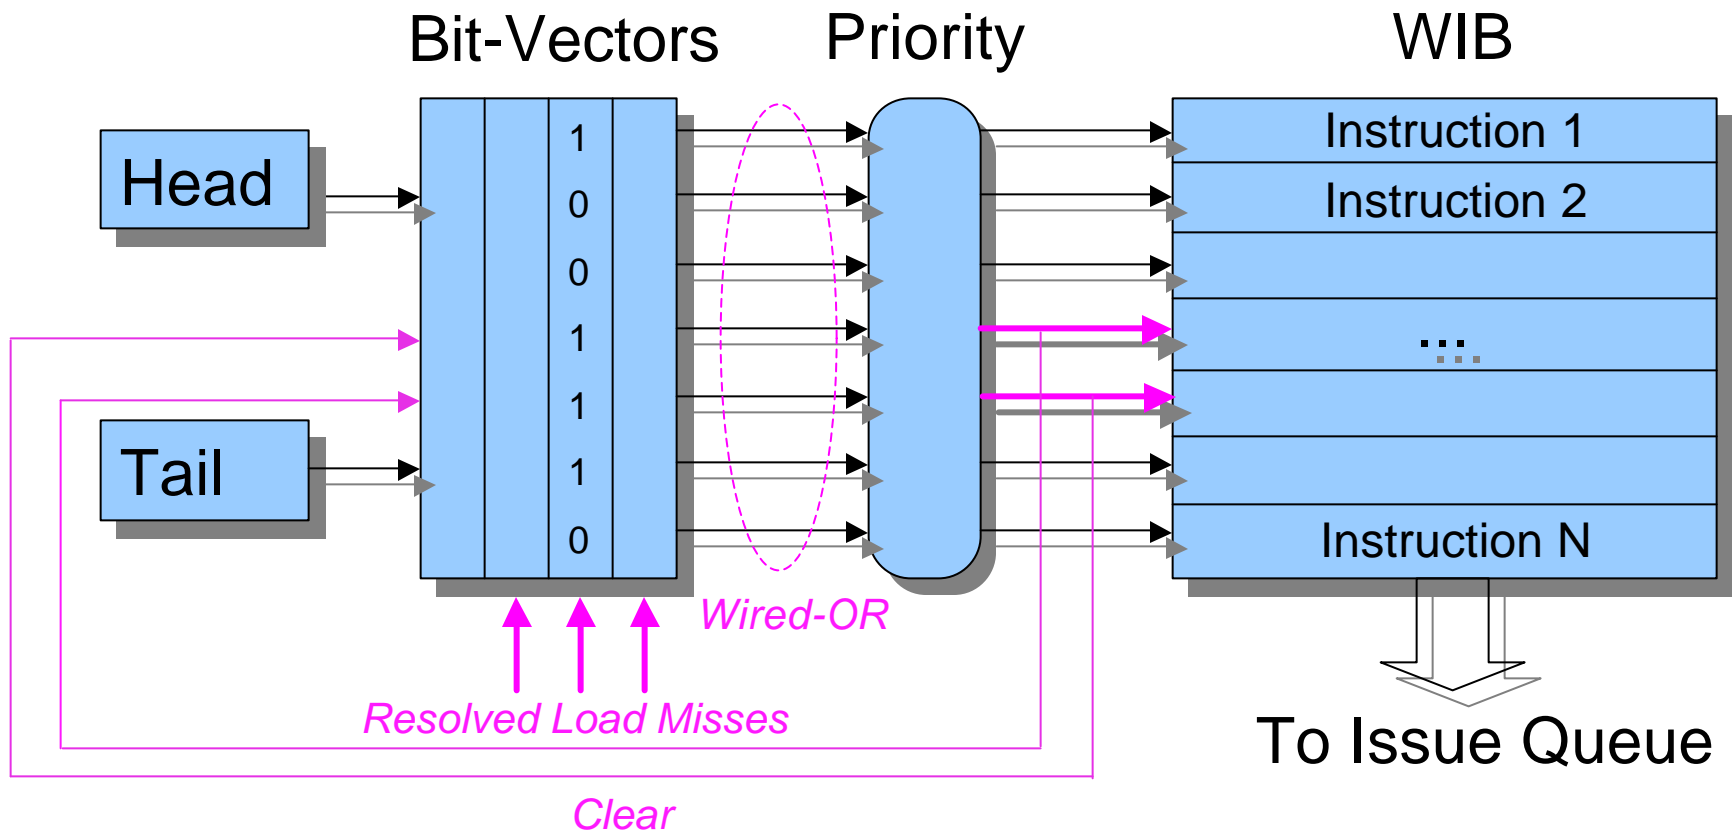 Bit-Vectors
Priority
WIB
Head
Tail
1
0
0
1
1
1
0
Instruction 1
Instruction 2
...
Instruction N
Wired-OR
Resolved Load Misses
Clear
To Issue Queue